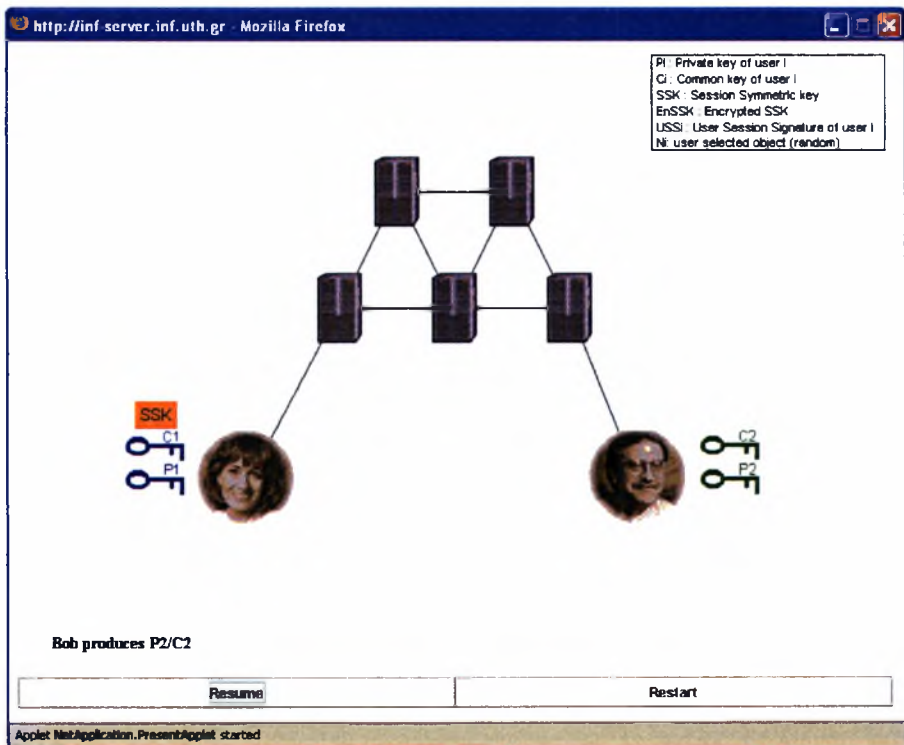 http://inf-server.inf.uth.gr - Mozilla Firefox
Pi : Private key of user i
Ci : Common key of user i
SSK : Session Symmetric key
EnSSK : Encrypted SSK
USSi : User Session Signature of user i
Ni: user selected object (random)
SSK
C1
P1
C2
P2
Bob produces P2/C2
Resume
Restart
Applet NetApplication.PresentApplet started